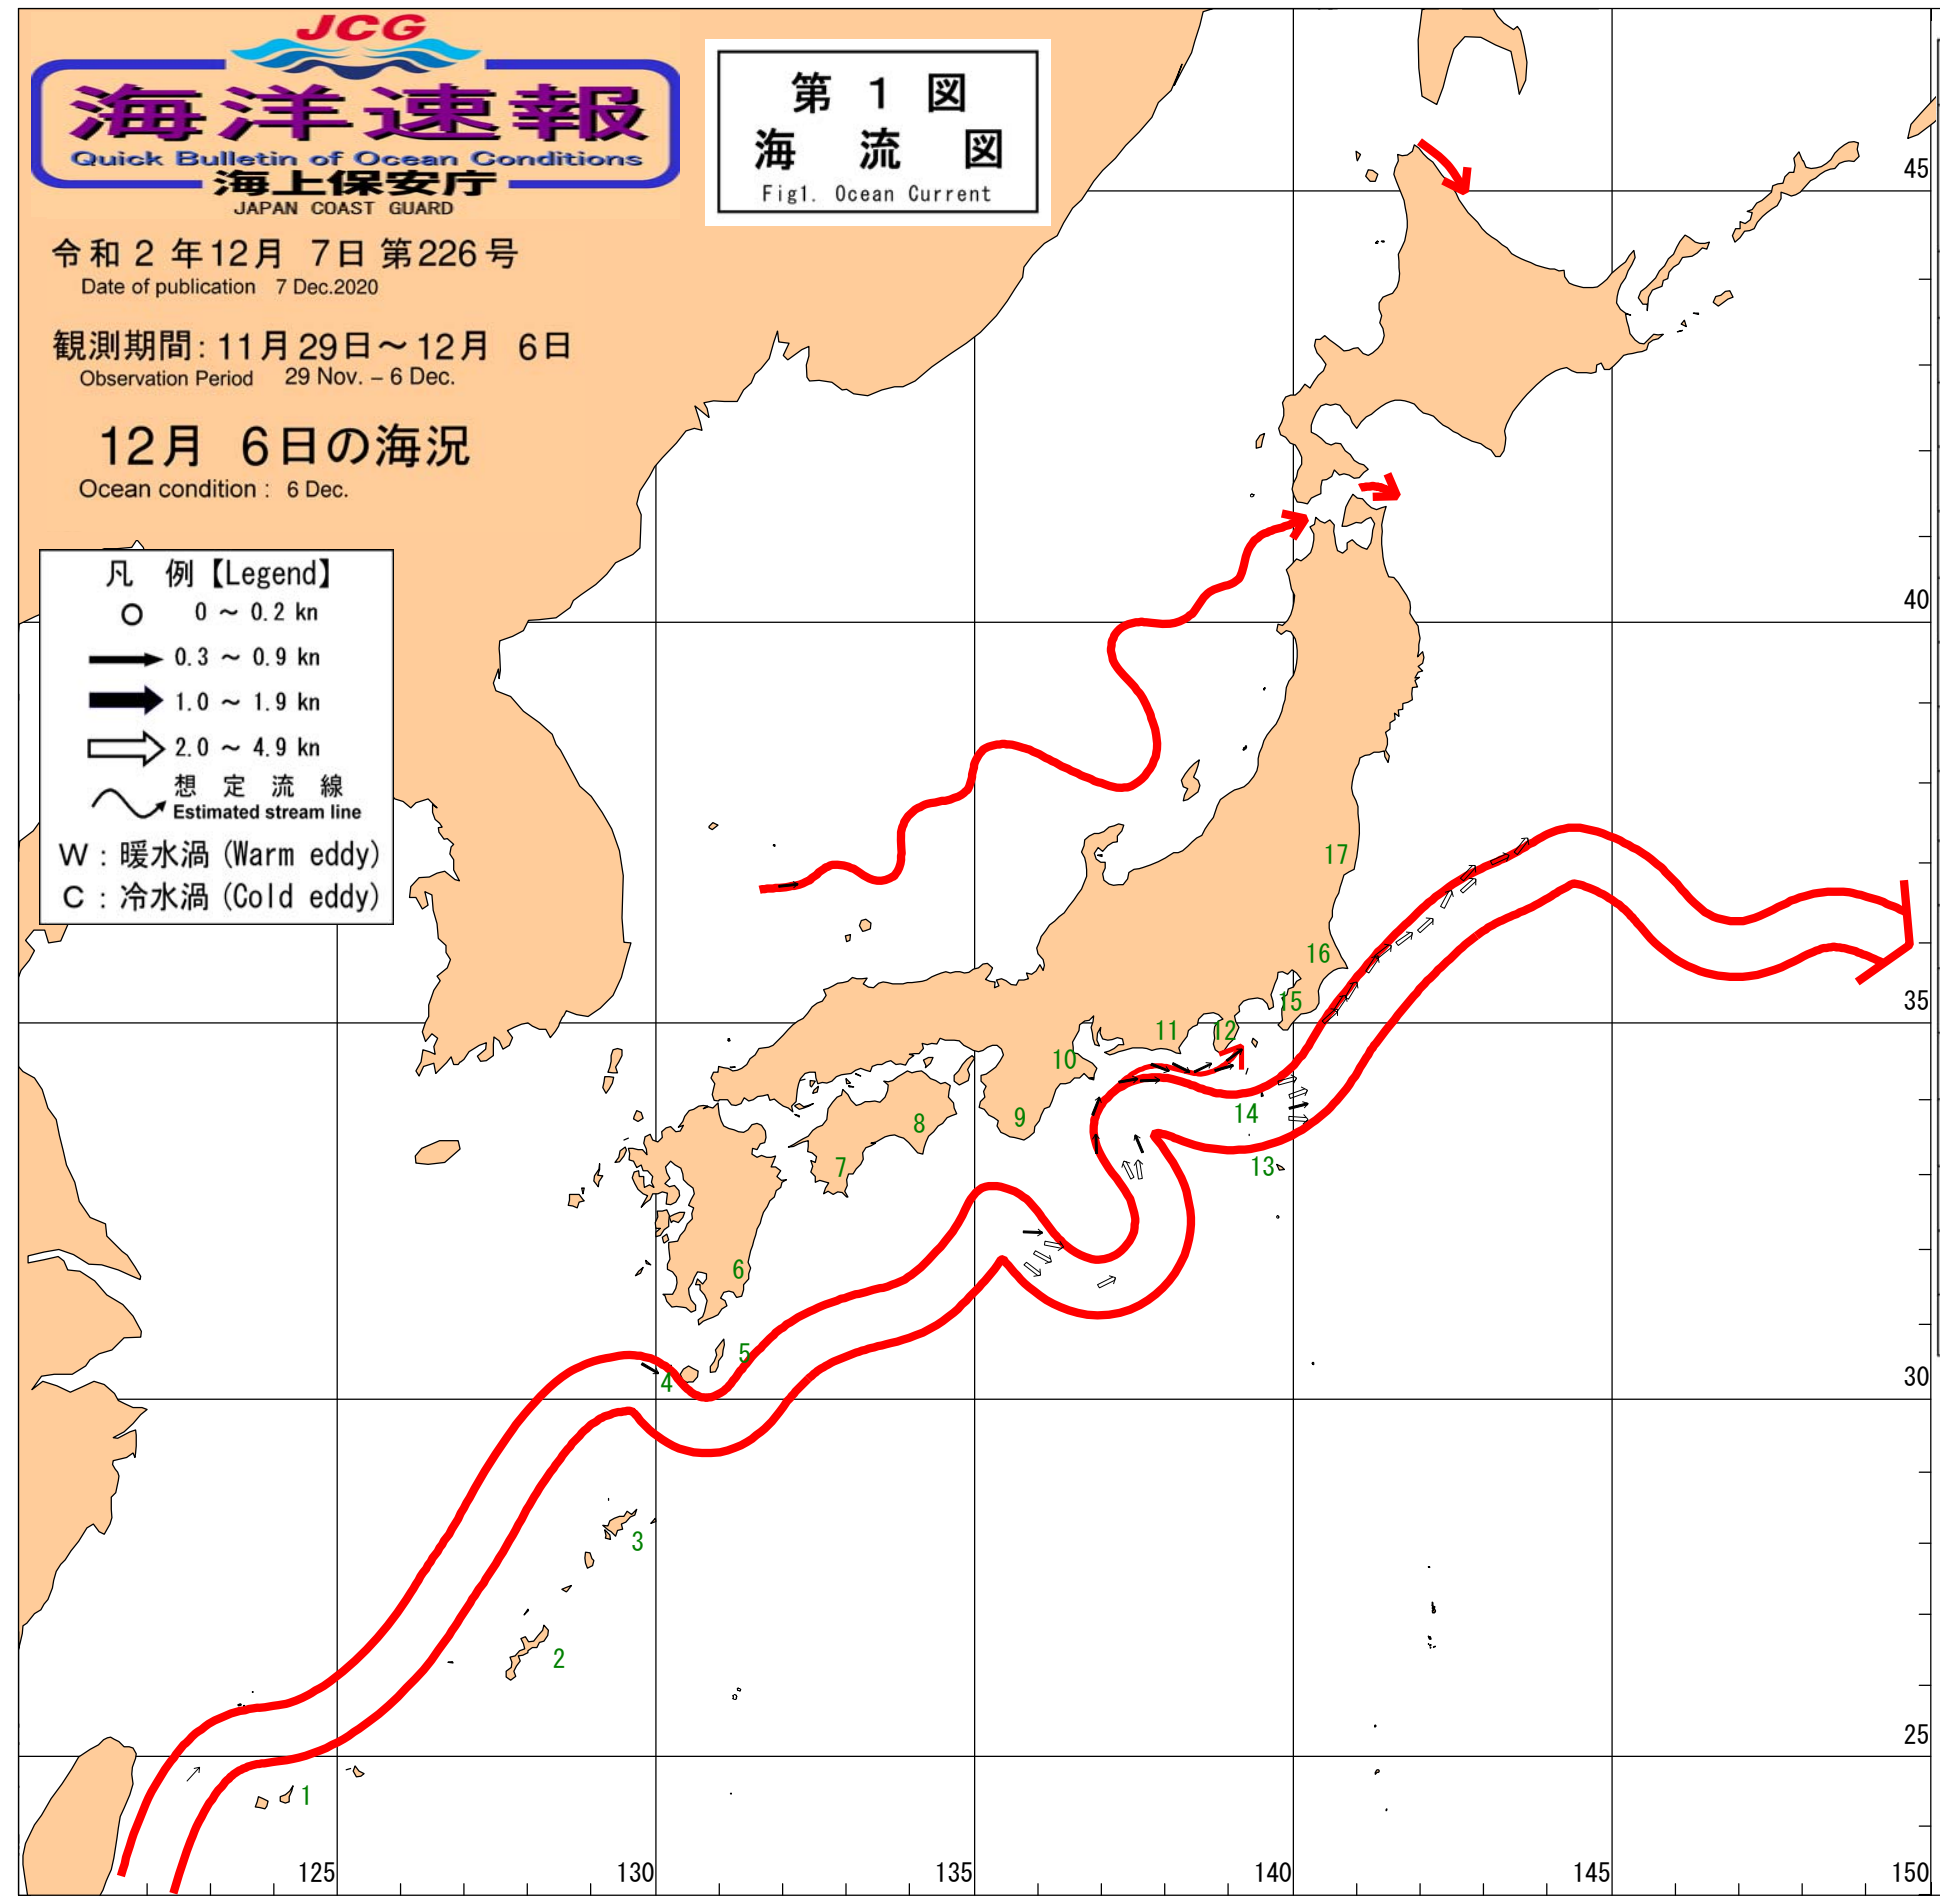 JCG
海洋速報
Quick Bulletin of Ocean Conditions
海上保安庁
JAPAN COAST GUARD
第 1 図
海 流 図
Fig1. Ocean Current
令和 2 年12月 7日 第226号
Date of publication 7 Dec.2020
観測期間: 11月29日～12月 6日
Observation Period 29 Nov. – 6 Dec.
12月 6日の海況
Ocean condition : 6 Dec.
凡 例【Legend】
0 ～ 0.2 kn
0.3 ～ 0.9 kn
1.0 ～ 1.9 kn
2.0 ～ 4.9 kn
想 定 流 線
Estimated stream line
W : 暖水渦 (Warm eddy)
C : 冷水渦 (Cold eddy)
45
40
35
30
25
17
16
15
12
11
10
14
13
9
8
7
6
5
4
3
2
1
125
130
135
140
145
150